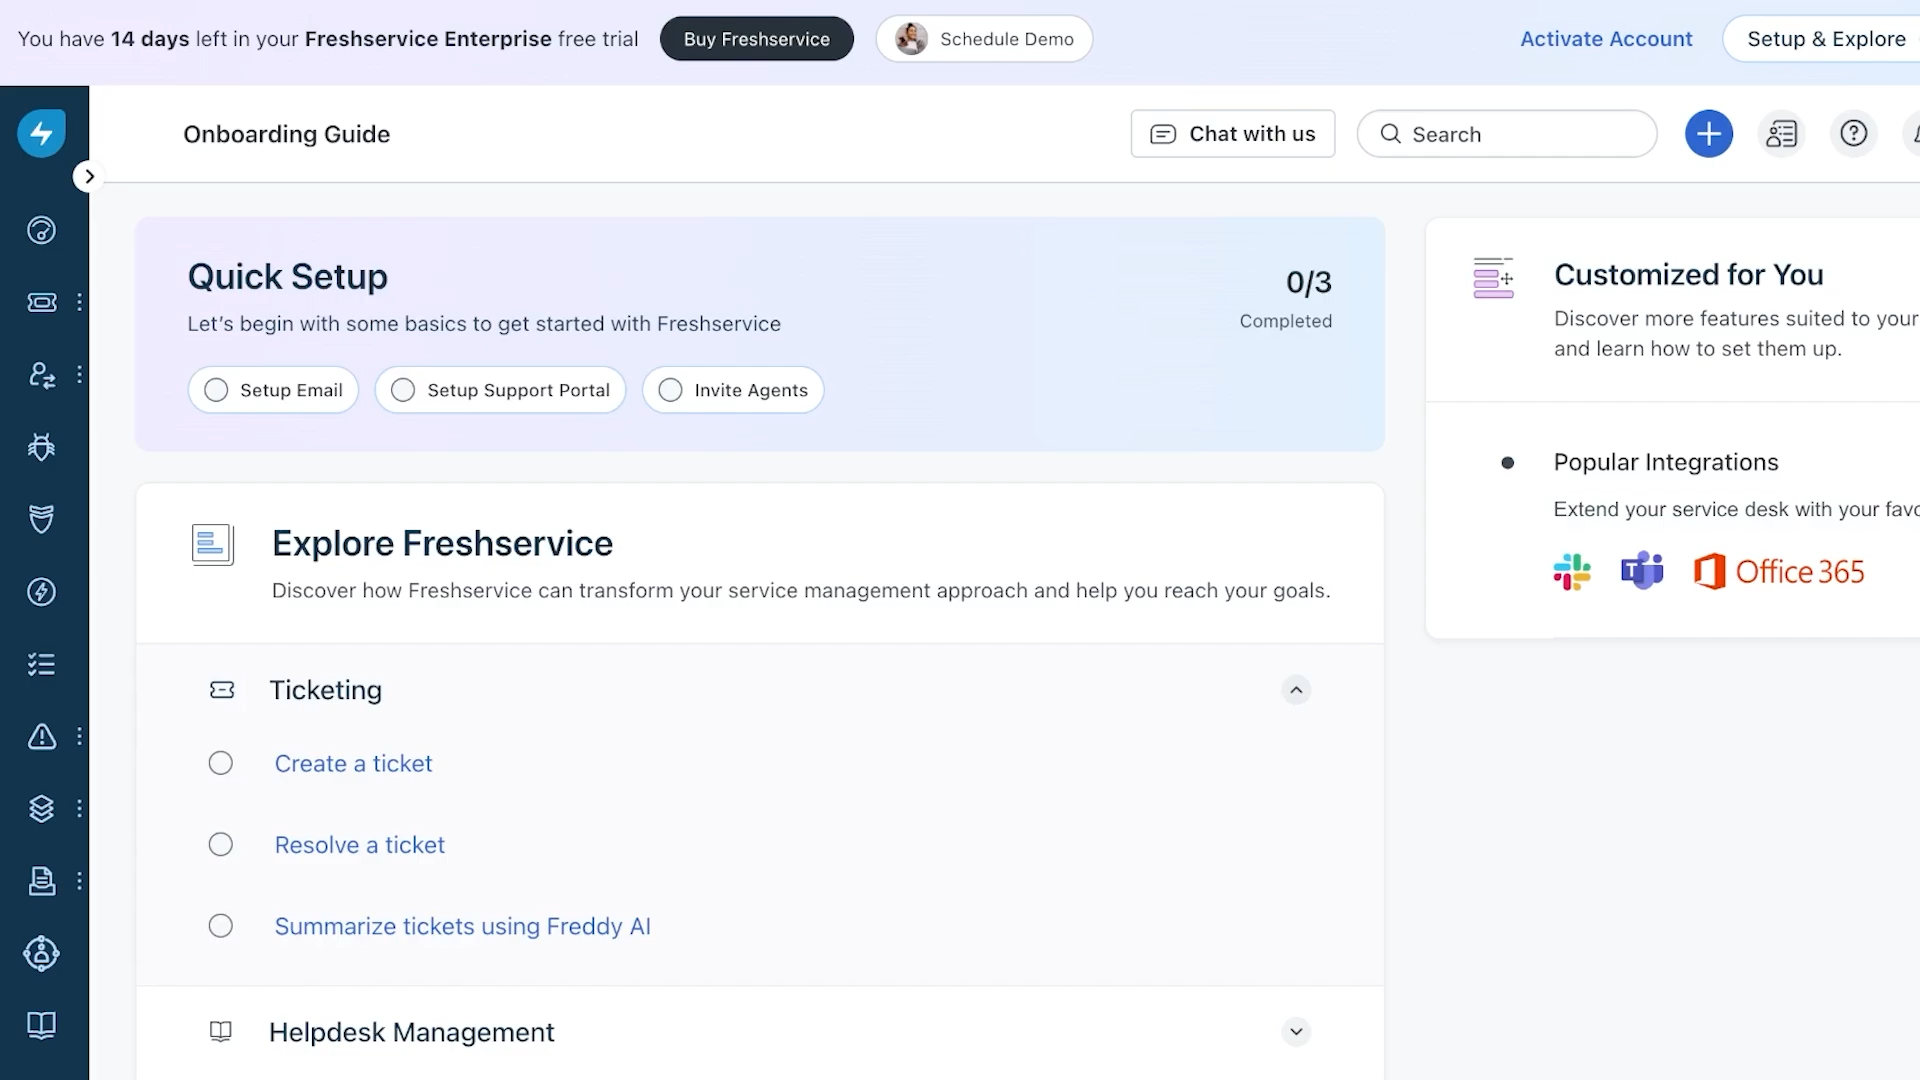 You have 14 days left in your Freshservice Enterprise free trial
Buy Freshservice
Schedule Demo
Activate Account
Setup & Explore
Onboarding Guide
Chat with us
Search
Quick Setup
Let's begin with some basics to get started with Freshservice
0/3
Completed
Setup Email
Setup Support Portal
Invite Agents
Customized for You
Discover more features suited to your
and learn how to set them up.
Popular Integrations
Extend your service desk with your favo
Office 365
Explore Freshservice
Discover how Freshservice can transform your service management approach and help you reach your goals.
Ticketing
Create a ticket
Resolve a ticket
Summarize tickets using Freddy AI
Helpdesk Management